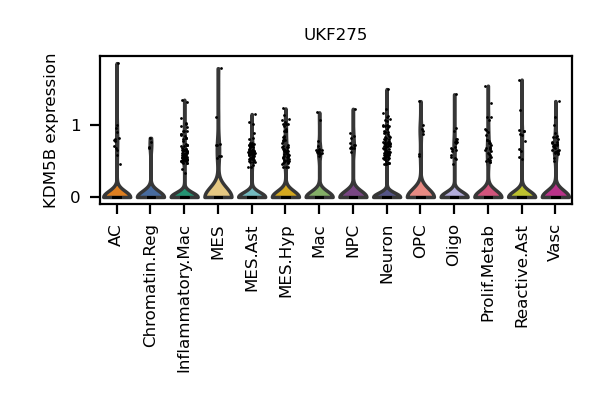 UKF275
KDM5B expression
1
0
AC
Chromatin.Reg
Inflammatory.Mac
MES
MES.Ast
MES.Hyp
Mac
NPC
Neuron
OPC
Oligo
Prolif.Metab
Reactive.Ast
Vasc